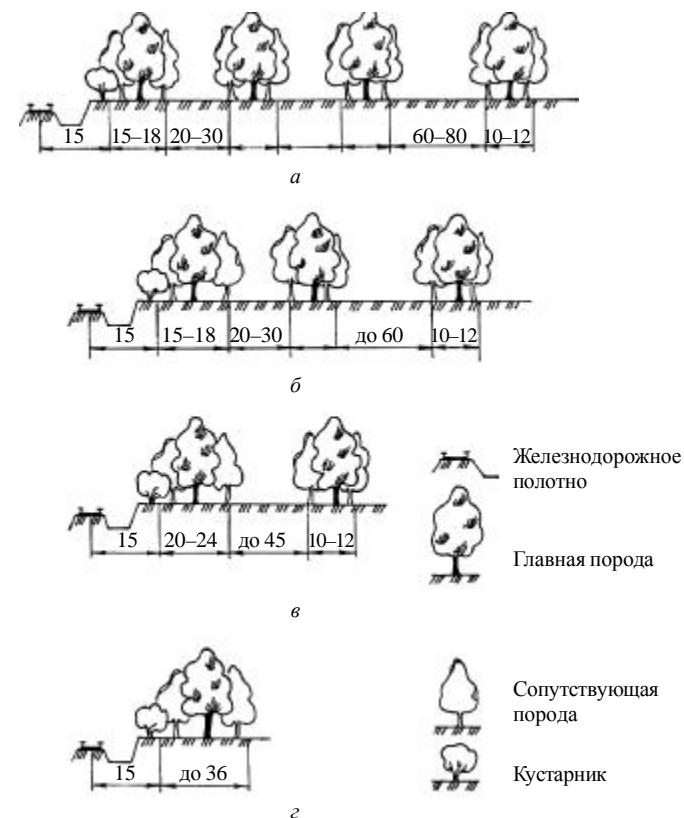 15 15–18 20–30 60–80 10–12
а
15 15–18 20–30 до 60 10–12
б
15 20–24 до 45 10–12
в
15 до 36
г
Железнодорожное
полотно
Главная порода
Сопутствующая
порода
Кустарник